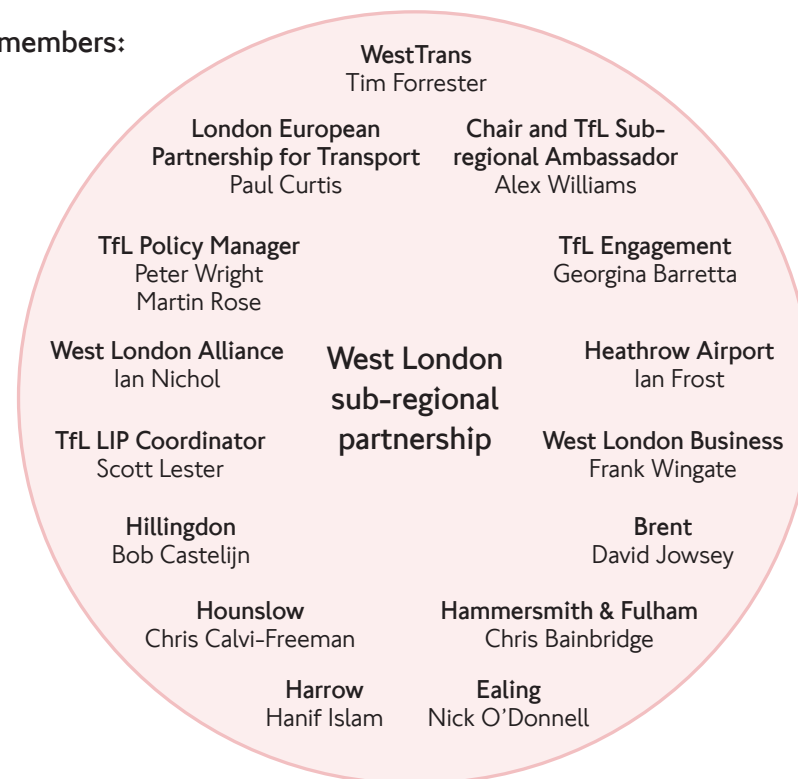 members:
WestTrans
Tim Forrester
London European
Partnership for Transport
Paul Curtis
Chair and TfL Sub-
regional Ambassador
Alex Williams
TfL Policy Manager
Peter Wright
Martin Rose
TfL Engagement
Georgina Barretta
West London Alliance
Ian Nichol
West London
sub-regional
partnership
Heathrow Airport
Ian Frost
TfL LIP Coordinator
Scott Lester
West London Business
Frank Wingate
Hillingdon
Bob Castelijn
Brent
David Jowsey
Hounslow
Chris Calvi-Freeman
Hammersmith & Fulham
Chris Bainbridge
Harrow
Hanif Islam
Ealing
Nick O’Donnell